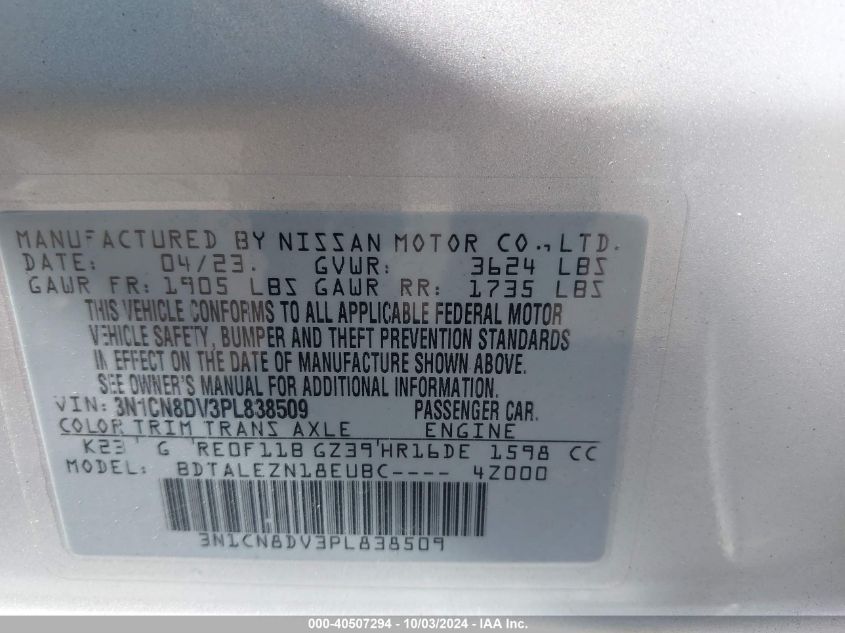 MANUFACTURED BY NISSAN MOTOR CO., LTD.
DATE: 04/23. GVWR: 3624 LBS
GAWR FR: 1905 LBS GAWR RR: 1735 LBS
THIS VEHICLE CONFORMS TO ALL APPLICABLE FEDERAL MOTOR
VEHICLE SAFETY, BUMPER AND THEFT PREVENTION STANDARDS
IN EFFECT ON THE DATE OF MANUFACTURE SHOWN ABOVE.
SEE OWNER'S MANUAL FOR ADDITIONAL INFORMATION.
VIN: 3N1CN8DV3PL838509 PASSENGER CAR.
COLOR TRIM TRANS AXLE ENGINE
K23 ' G ' RE0F11B GZ39'HR16DE 1598 CC
MODEL: BDTALEZN18EUBC---- 4Z000
3N1CN8DV3PL838509
000-40507294 - 10/03/2024 - IAA Inc.